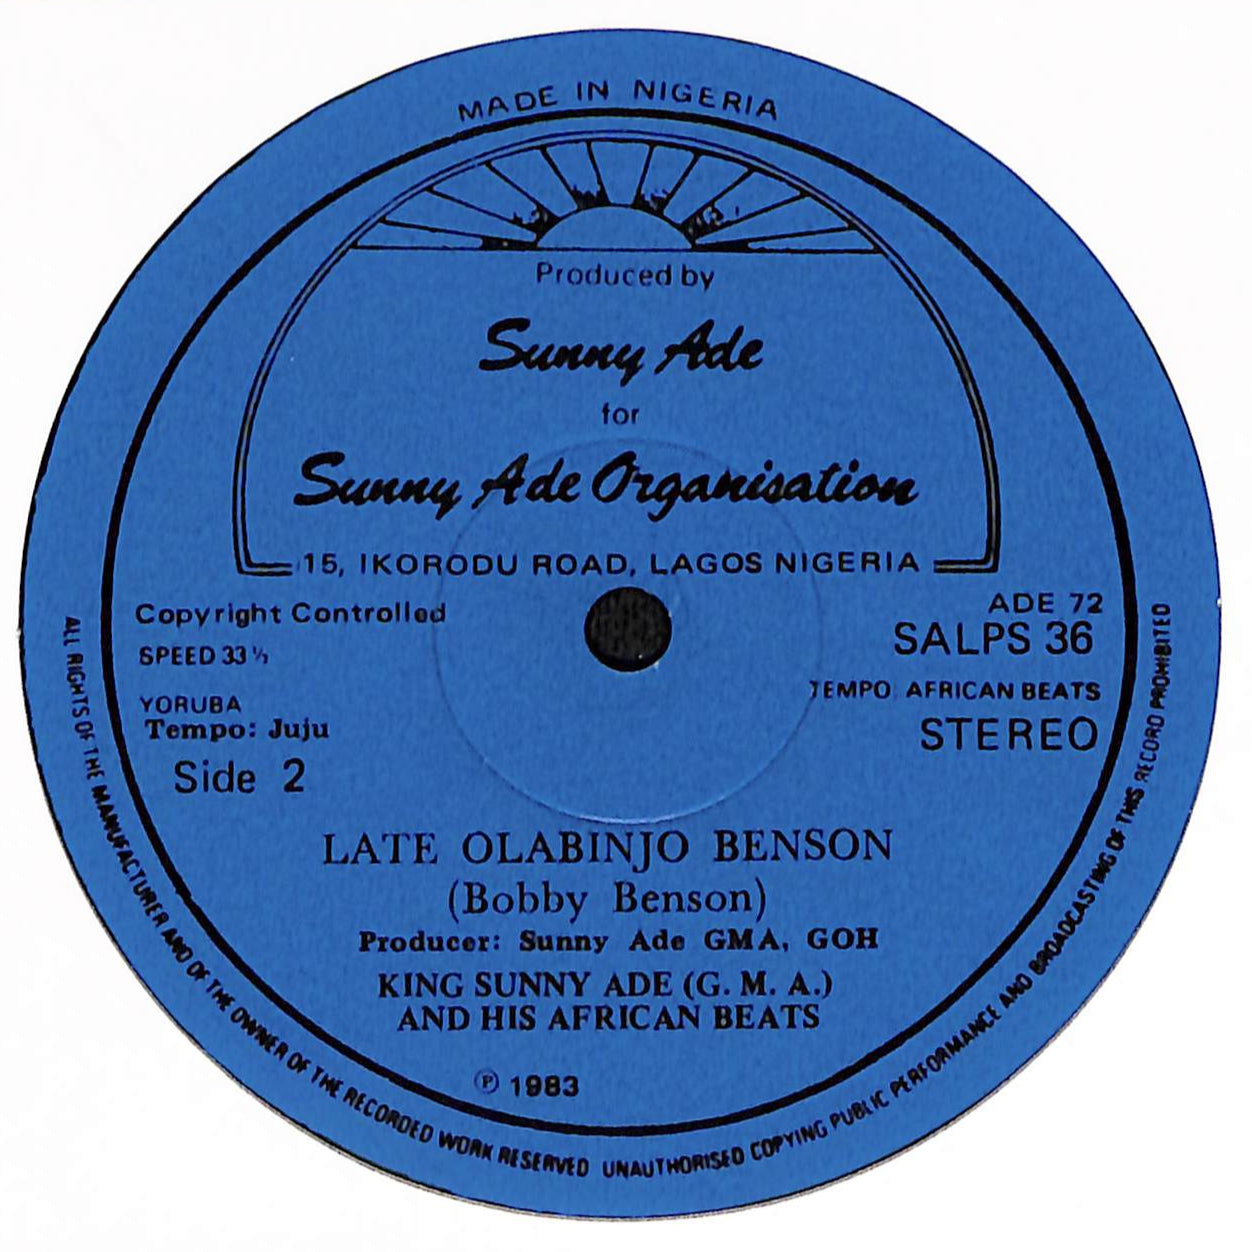 MADE IN NIGERIA
Produced by
Sunny Ade
for
Sunny Ade Organisation
15, IKORODU ROAD, LAGOS NIGERIA
Copyright Controlled
SPEED 33 ⅓
YORUBA
Tempo: Juju
Side 2
ADE 72
SALPS 36
TEMPO AFRICAN BEATS
STEREO
LATE OLABINJO BENSON
(Bobby Benson)
Producer: Sunny Ade GMA, GOH
KING SUNNY ADE (G. M. A.)
AND HIS AFRICAN BEATS
℗ 1983
ALL RIGHTS OF THE MANUFACTURER AND OF THE OWNER OF THE RECORDED WORK RESERVED UNAUTHORISED COPYING PUBLIC PERFORMANCE AND BROADCASTING OF THIS RECORD PROHIBITED